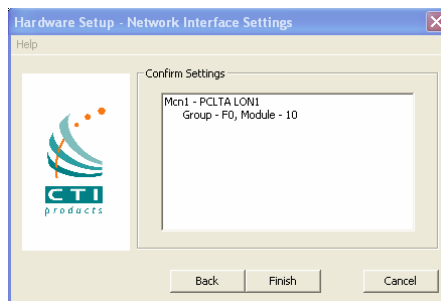 Hardware Setup - Network Interface Settings
Help
Confirm Settings
Mcn1 - PCLTA LON1
Group - F0, Module - 10
CTI
products
Back Finish Cancel